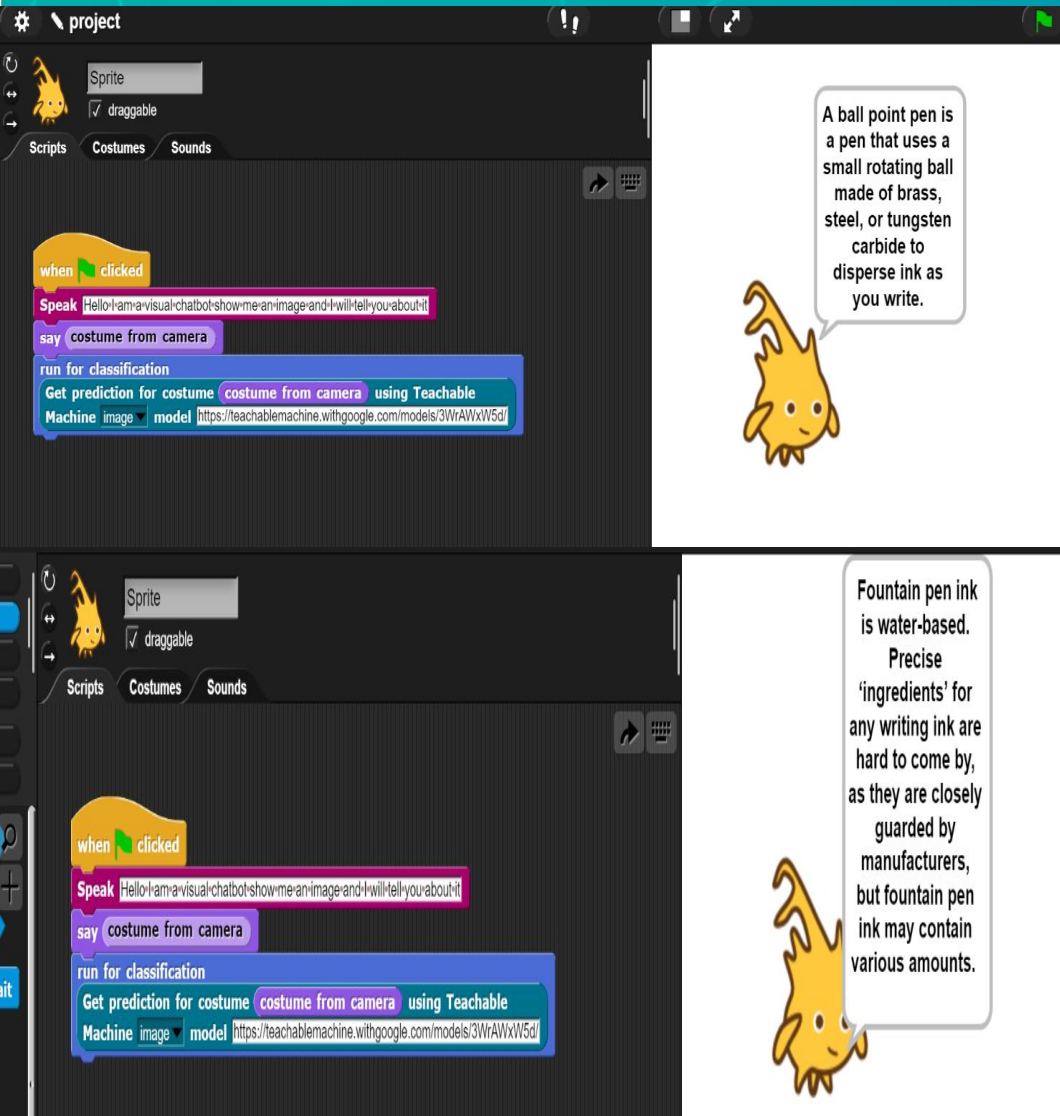 project
Sprite
draggable
Scripts Costumes Sounds
when clicked
Speak Hello I am a visual chatbot show me an image and I will tell you about it
say costume from camera
run for classification
Get prediction for costume costume from camera using Teachable
Machine image model https://teachablemachine.withgoogle.com/models/3WrAWxW5d/
A ball point pen is
a pen that uses a
small rotating ball
made of brass,
steel, or tungsten
carbide to
disperse ink as
you write.
Sprite
draggable
Scripts Costumes Sounds
ait
when clicked
Speak Hello I am a visual chatbot show me an image and I will tell you about it
say costume from camera
run for classification
Get prediction for costume costume from camera using Teachable
Machine image model https://teachablemachine.withgoogle.com/models/3WrAWxW5d/
Fountain pen ink
is water-based.
Precise
‘ingredients’ for
any writing ink are
hard to come by,
as they are closely
guarded by
manufacturers,
but fountain pen
ink may contain
various amounts.